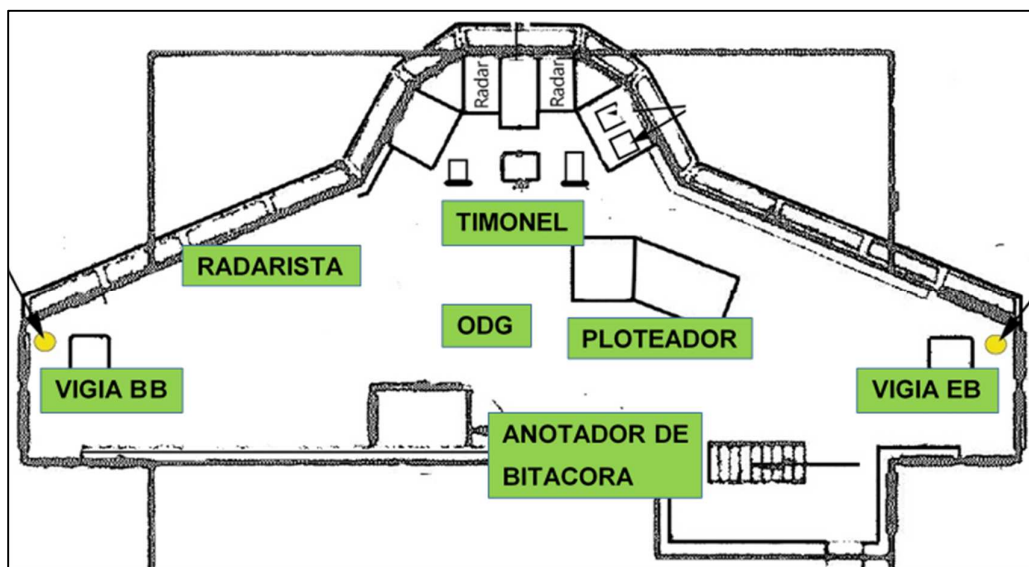 Radar
Radar
TIMONEL
RADARISTA
ODG
PLOTEADOR
VIGIA BB
VIGIA EB
ANOTADOR DE
BITACORA